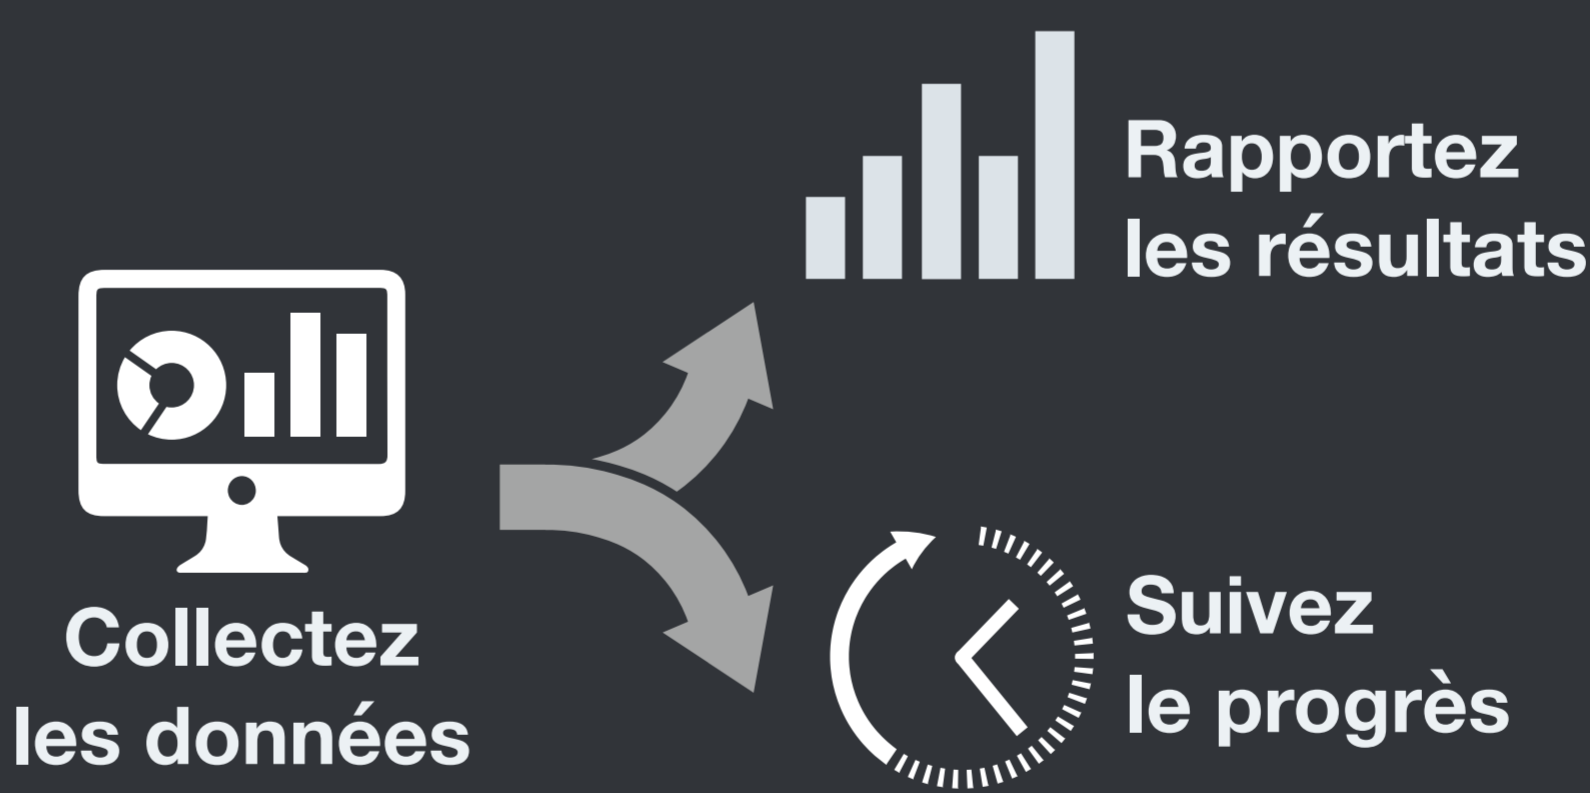 Rapportez
les résultats
Collectez
les données
Suivez
le progrès